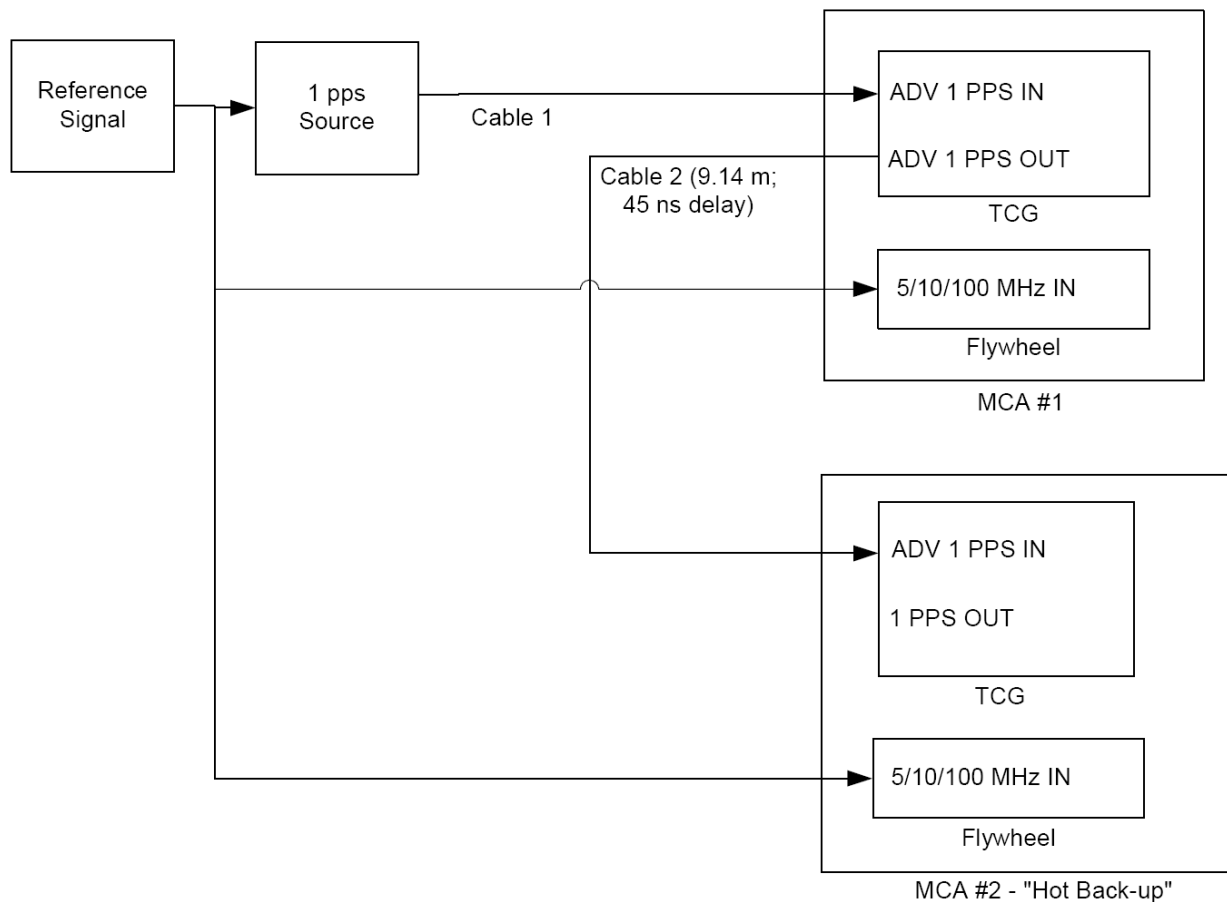 Reference
Signal
1 pps
Source
Cable 1
ADV 1 PPS IN
ADV 1 PPS OUT
TCG
Cable 2 (9.14 m;
45 ns delay)
5/10/100 MHz IN
Flywheel
MCA #1
ADV 1 PPS IN
1 PPS OUT
TCG
5/10/100 MHz IN
Flywheel
MCA #2 - "Hot Back-up"